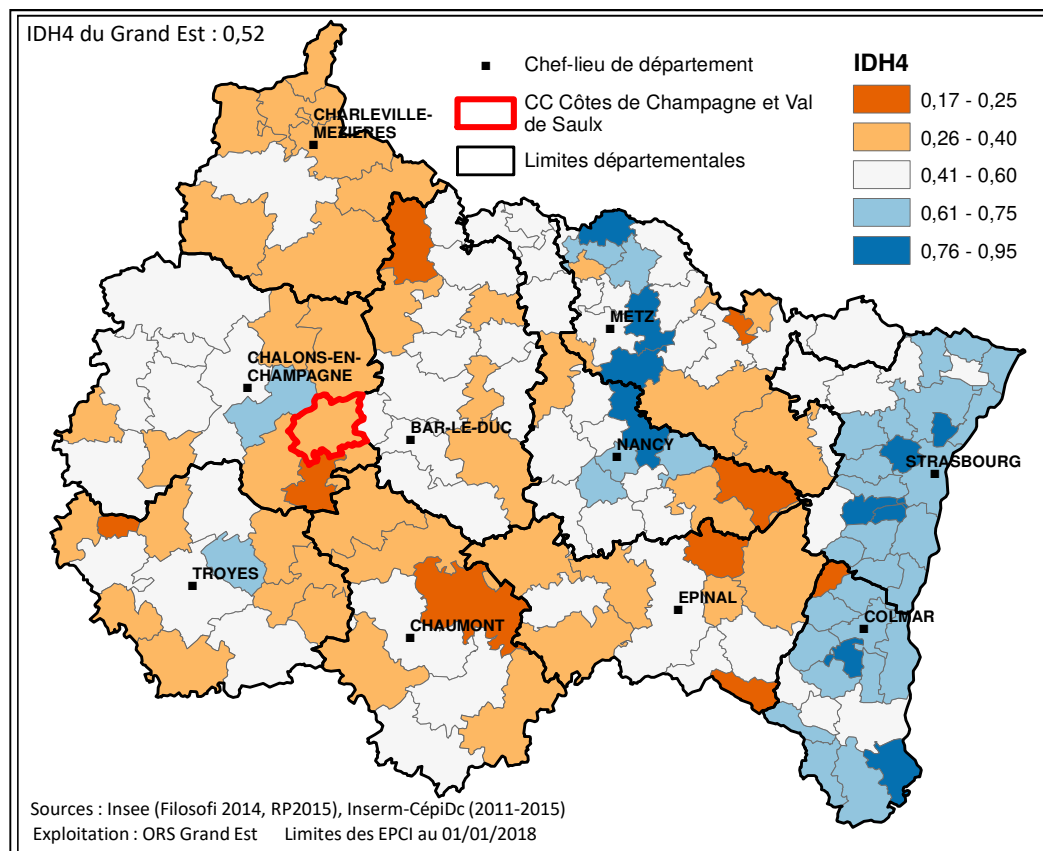 IDH4 du Grand Est : 0,52
Chef-lieu de département
CC Côtes de Champagne et Val
de Saulx
Limites départementales
IDH4
0,17 - 0,25
0,26 - 0,40
0,41 - 0,60
0,61 - 0,75
0,76 - 0,95
CHARLEVILLE-
MEZIERES
METZ
CHALONS-EN-
CHAMPAGNE
BAR-LE-DUC
NANCY
STRASBOURG
TROYES
EPINAL
CHAUMONT
COLMAR
Sources : Insee (Filosofi 2014, RP2015), Inserm-CépiDc (2011-2015)
Exploitation : ORS Grand Est Limites des EPCI au 01/01/2018